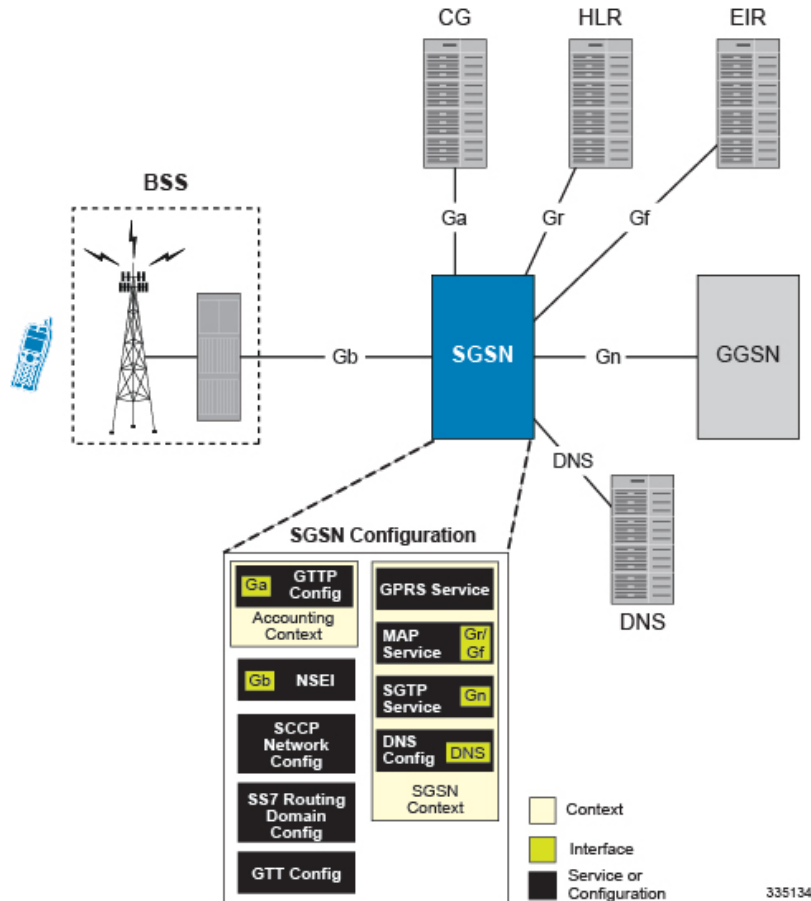 CG
HLR
EIR
BSS
Ga
Gr
Gf
Gb
SGSN
Gn
GGSN
DNS
DNS
SGSN Configuration
Ga
GTTP
Config
Accounting
Context
Gb
NSEI
SCCP
Network
Config
SS7 Routing
Domain
Config
GTT Config
GPRS Service
MAP
Service
Gr/
Gf
SGTP
Service
Gn
DNS
Config
DNS
SGSN
Context
Context
Interface
Service or
Configuration
335134